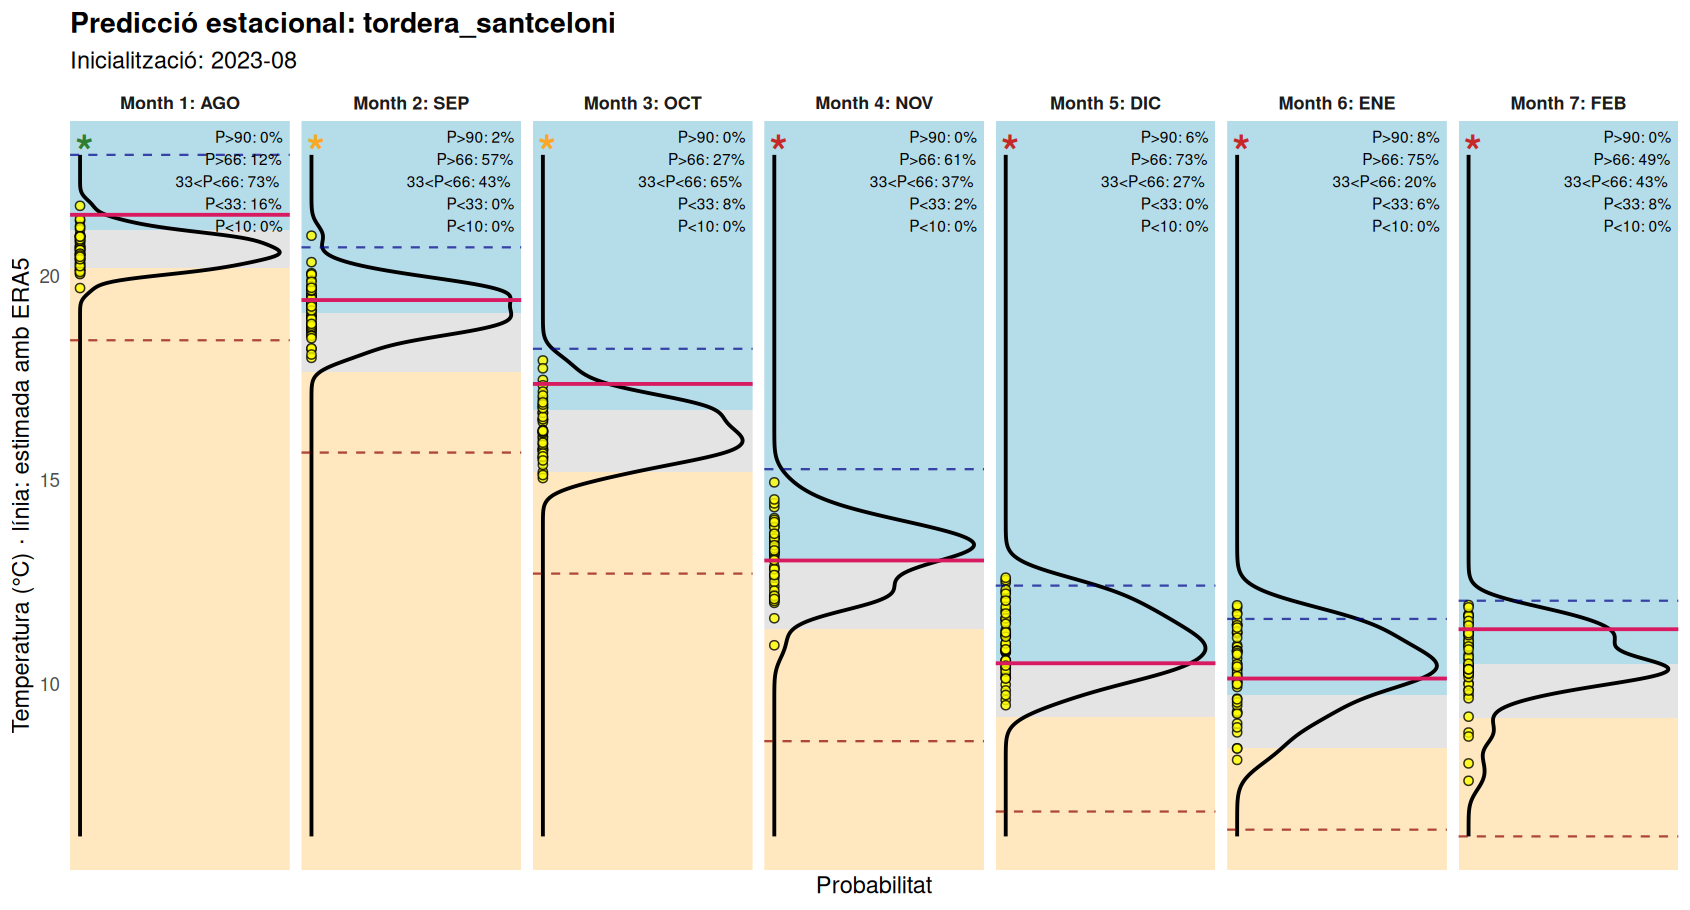 Predicció estacional: tordera_santceloni
Inicialització: 2023-08
Month 1: AGO
Month 2: SEP
Month 3: OCT
Month 4: NOV
Month 5: DIC
Month 6: ENE
Month 7: FEB
*
P>90: 0%
P>66: 12%
33<P<66: 73%
P<33: 16%
P<10: 0%
*
P>90: 2%
P>66: 57%
33<P<66: 43%
P<33: 0%
P<10: 0%
*
P>90: 0%
P>66: 27%
33<P<66: 65%
P<33: 8%
P<10: 0%
*
P>90: 0%
P>66: 61%
33<P<66: 37%
P<33: 2%
P<10: 0%
*
P>90: 6%
P>66: 73%
33<P<66: 27%
P<33: 0%
P<10: 0%
*
P>90: 8%
P>66: 75%
33<P<66: 20%
P<33: 6%
P<10: 0%
*
P>90: 0%
P>66: 49%
33<P<66: 43%
P<33: 8%
P<10: 0%
20
15
10
Temperatura (°C) · línia: estimada amb ERA5
Probabilitat